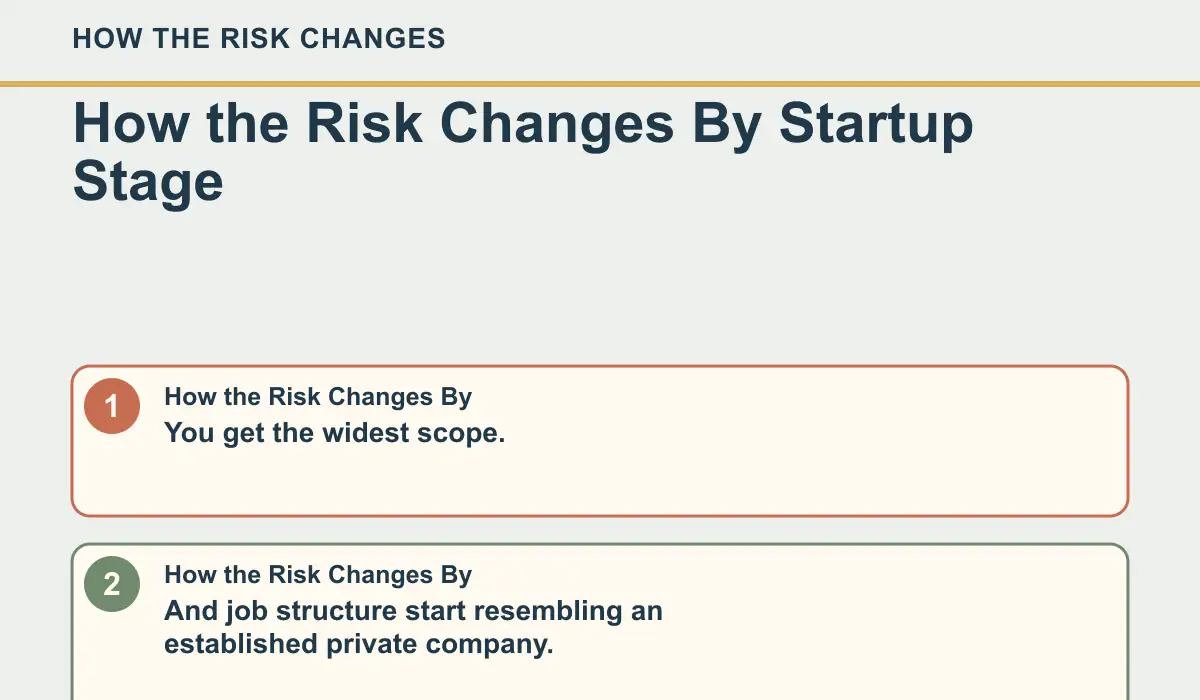 HOW THE RISK CHANGES
How the Risk Changes By Startup
Stage
1
How the Risk Changes By
You get the widest scope.
2
How the Risk Changes By
And job structure start resembling an
established private company.